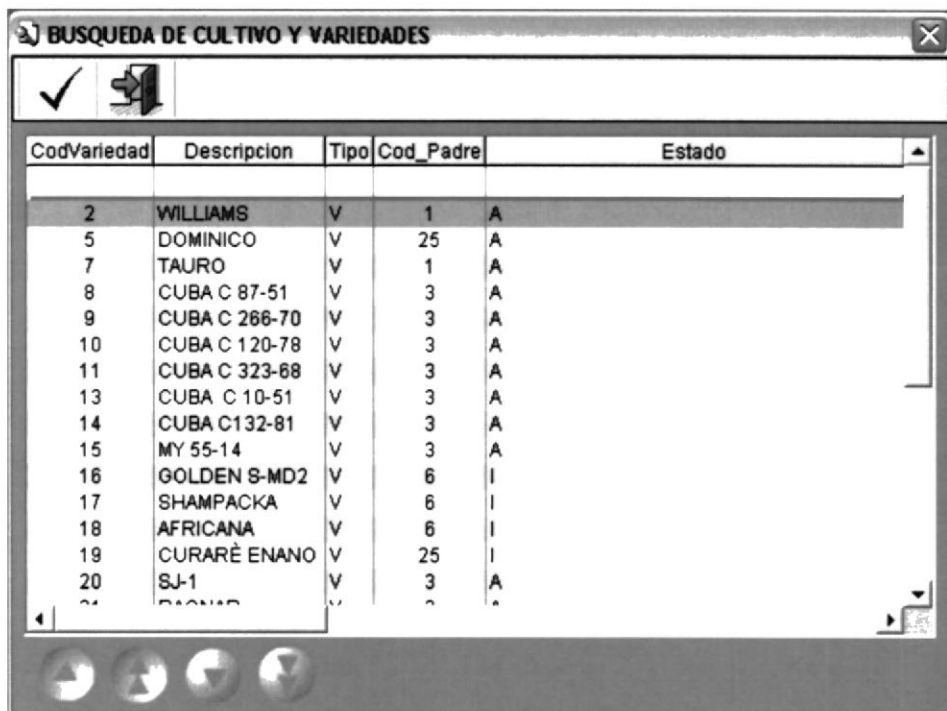 BUSQUEDA DE CULTIVO Y VARIEDADES
CodVariedad Descripcion Tipo Cod_Padre Estado
2 WILLIAMS V 1 A
5 DOMINICO V 25 A
7 TAURO V 1 A
8 CUBA C 87-51 V 3 A
9 CUBA C 266-70 V 3 A
10 CUBA C 120-78 V 3 A
11 CUBA C 323-68 V 3 A
13 CUBA C 10-51 V 3 A
14 CUBA C132-81 V 3 A
15 MY 55-14 V 3 A
16 GOLDEN S-MD2 V 6 I
17 SHAMPACKA V 6 I
18 AFRICANA V 6 I
19 CURARÈ ENANO V 25 I
20 SJ-1 V 3 A